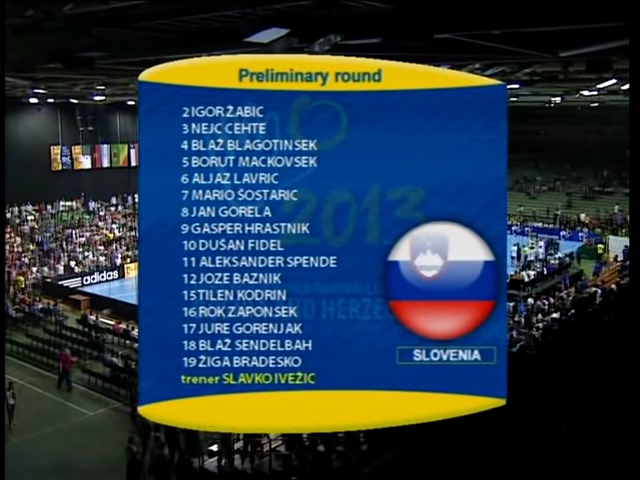 Preliminary round
2 IGOR ŽABIC
3 NEJC CEHTE
4 BLAŽ BLAGOTINSEK
5 BORUT MACKOVSEK
6 ALJAZ LAVRIC
7 MARIO ŠOSTARIC
8 JAN GORELA
9 GASPER HRASTNIK
10 DUŠAN FIDEL
11 ALEKSANDER SPENDE
12 JOZE BAZNIK
15 TILEN KODRIN
16 ROK ZAPONSEK
17 JURE GORENJAK
18 BLAŽ SENDELBAH
19 ŽIGA BRADESKO
trener SLAVKO IVEŽIC
SLOVENIA
2013
HERZE
adidas